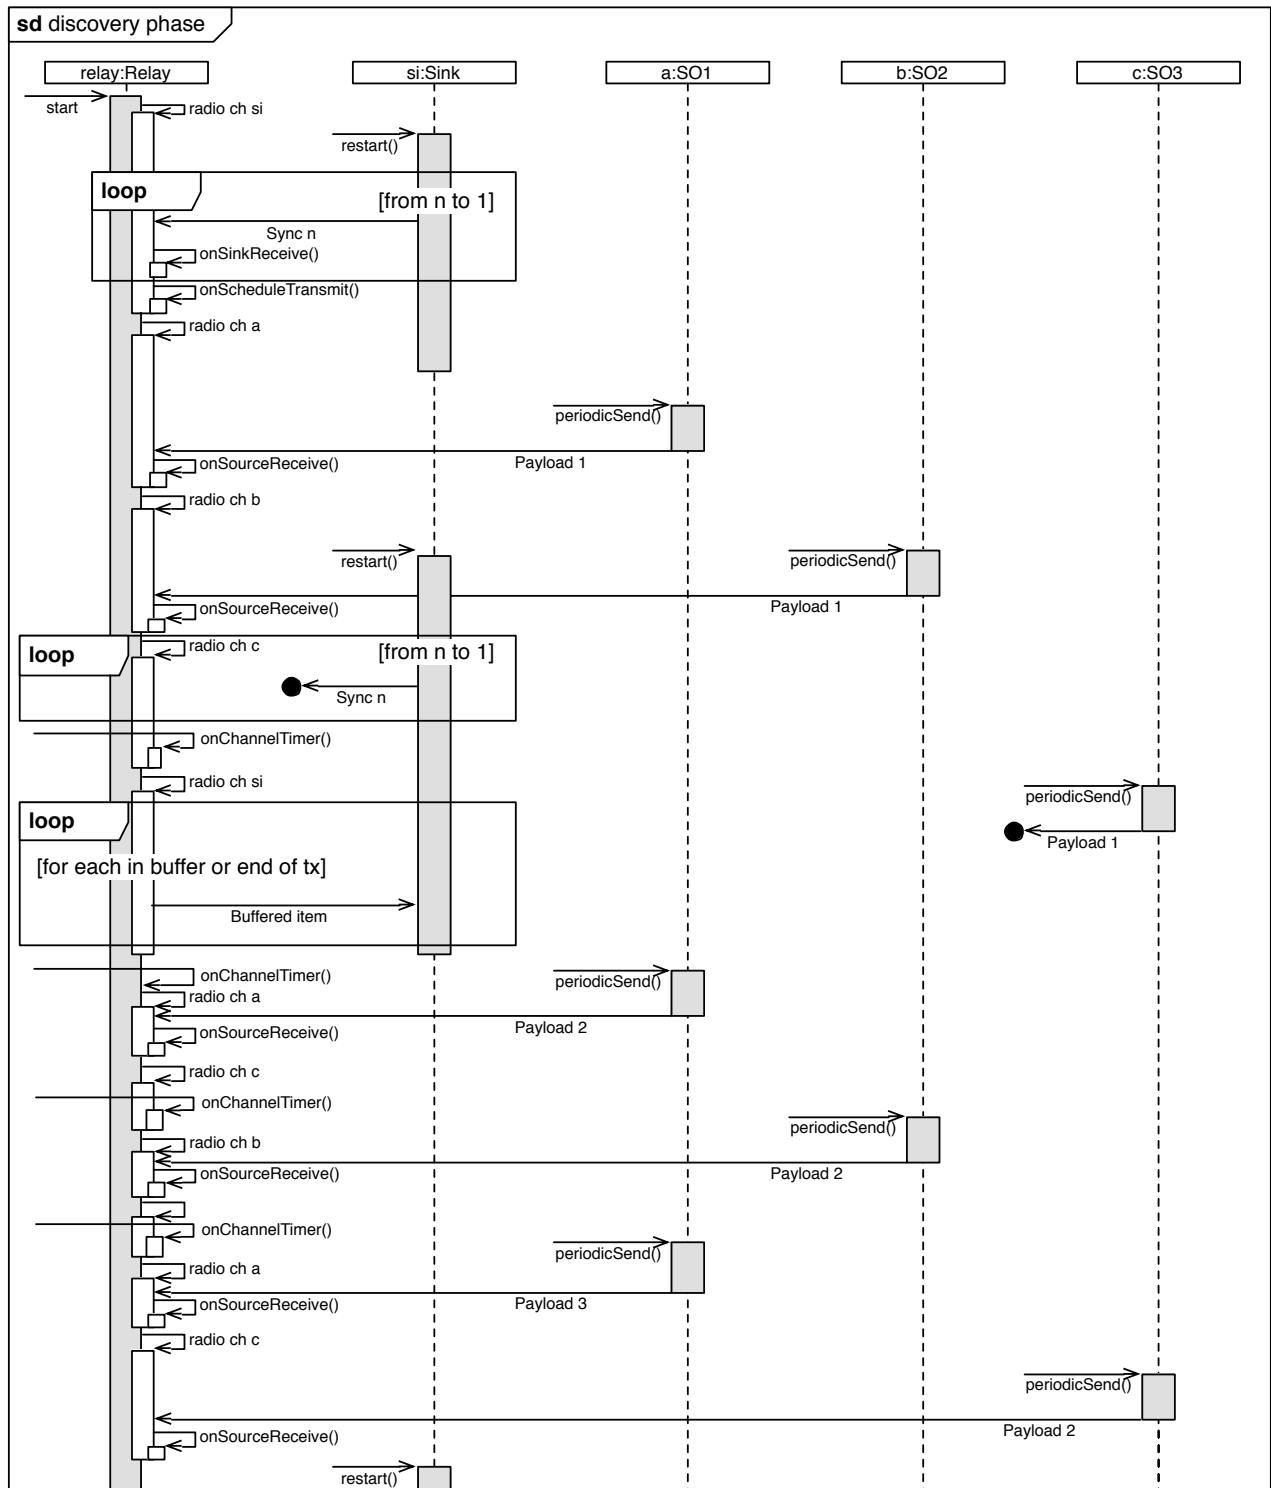 sd discovery phase
relay:Relay
si:Sink
a:SO1
b:SO2
c:SO3
start
radio ch si
restart()
loop
[from n to 1]
Sync n
onSinkReceive()
onScheduleTransmit()
radio ch a
periodicSend()
Payload 1
onSourceReceive()
radio ch b
restart()
periodicSend()
Payload 1
onSourceReceive()
loop
radio ch c
[from n to 1]
Sync n
onChannelTimer()
radio ch si
periodicSend()
loop
Payload 1
[for each in buffer or end of tx]
Buffered item
onChannelTimer()
periodicSend()
radio ch a
Payload 2
onSourceReceive()
radio ch c
onChannelTimer()
periodicSend()
radio ch b
Payload 2
onSourceReceive()
onChannelTimer()
periodicSend()
radio ch a
Payload 3
onSourceReceive()
radio ch c
periodicSend()
Payload 2
onSourceReceive()
restart()